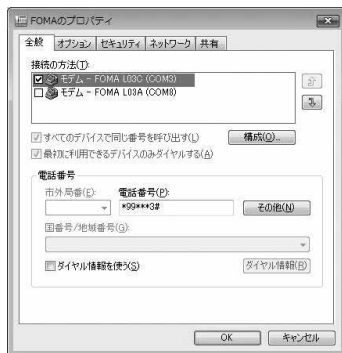 FOMAのプロパティ
全般 オプション セキュリティ ネットワーク 共有
接続の方法(T):
モデム - FOMA L03C (COM3)
モデム - FOMA L03A (COM8)
すべてのデバイスで同じ番号を呼び出す(L) 構成(O)...
最初に利用できるデバイスのみダイヤルする(A)
電話番号
市外局番(E): 電話番号(P):
*99***3# その他(N)
国番号/地域番号(G):
ダイヤル情報を使う(S) ダイヤル情報(R)
OK キャンセル